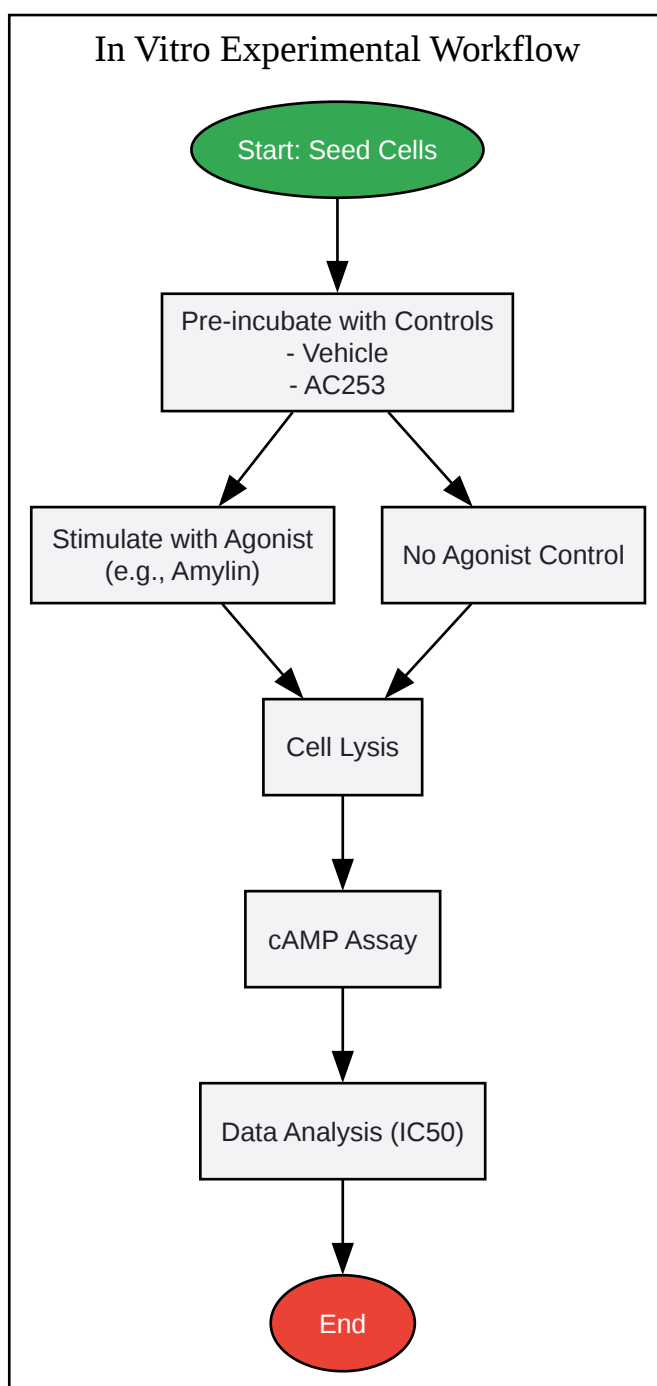 In Vitro Experimental Workflow
Start: Seed Cells
Pre-incubate with Controls
- Vehicle
- AC253
Stimulate with Agonist
(e.g., Amylin)
No Agonist Control
Cell Lysis
cAMP Assay
Data Analysis (IC50)
End